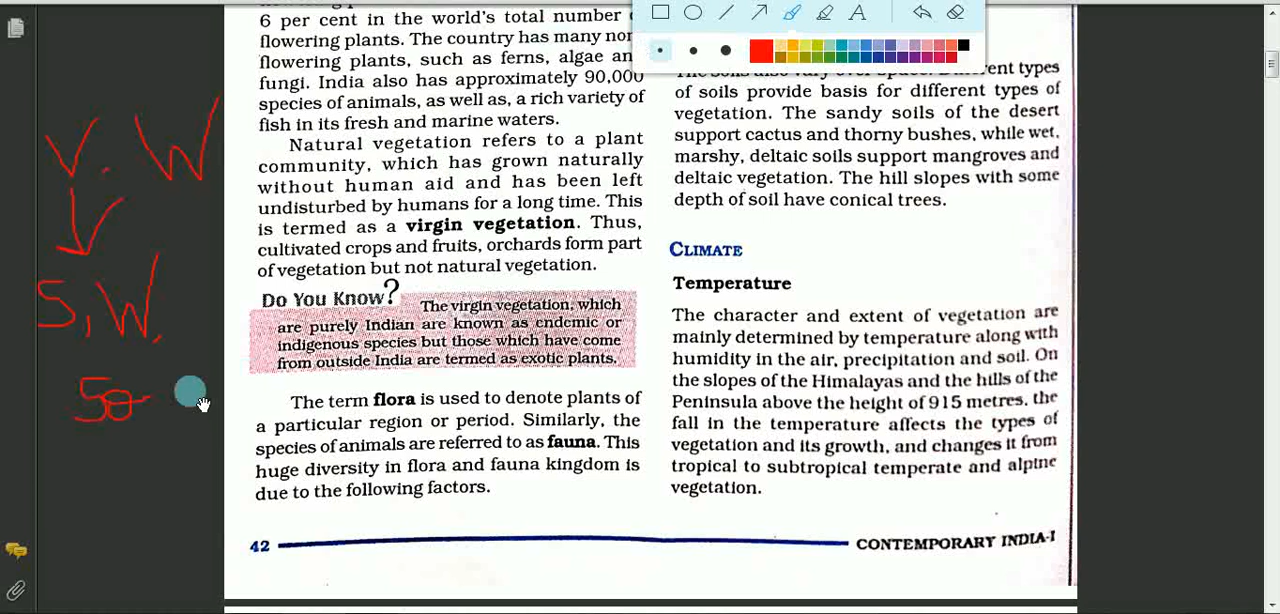 6 per cent in the world's total number
flowering plants. The country has many non
flowering plants, such as ferns, algae an
fungi. India also has approximately 90,000
species of animals, as well as, a rich variety of
fish in its fresh and marine waters.
Natural vegetation refers to a plant
community, which has grown naturally
without human aid and has been left
undisturbed by humans for a long time. This
is termed as a virgin vegetation. Thus,
cultivated crops and fruits, orchards form part
of vegetation but not natural vegetation.
Do You Know?
The virgin vegetation, which
are purely Indian are known as endemic or
indigenous species but those which have come
from outside India are termed as exotic plants.
The term flora is used to denote plants of
a particular region or period. Similarly, the
species of animals are referred to as fauna. This
huge diversity in flora and fauna kingdom is
due to the following factors.
The soils also vary over space. Different types
of soils provide basis for different types of
vegetation. The sandy soils of the desert
support cactus and thorny bushes, while wet,
marshy, deltaic soils support mangroves and
deltaic vegetation. The hill slopes with some
depth of soil have conical trees.
CLIMATE
Temperature
The character and extent of vegetation are
mainly determined by temperature along with
humidity in the air, precipitation and soil. On
the slopes of the Himalayas and the hills of the
Peninsula above the height of 915 metres, the
fall in the temperature affects the types of
vegetation and its growth, and changes it from
tropical to subtropical temperate and alpine
vegetation.
42
CONTEMPORARY INDIA-I
V. W
S. W.
50-
A